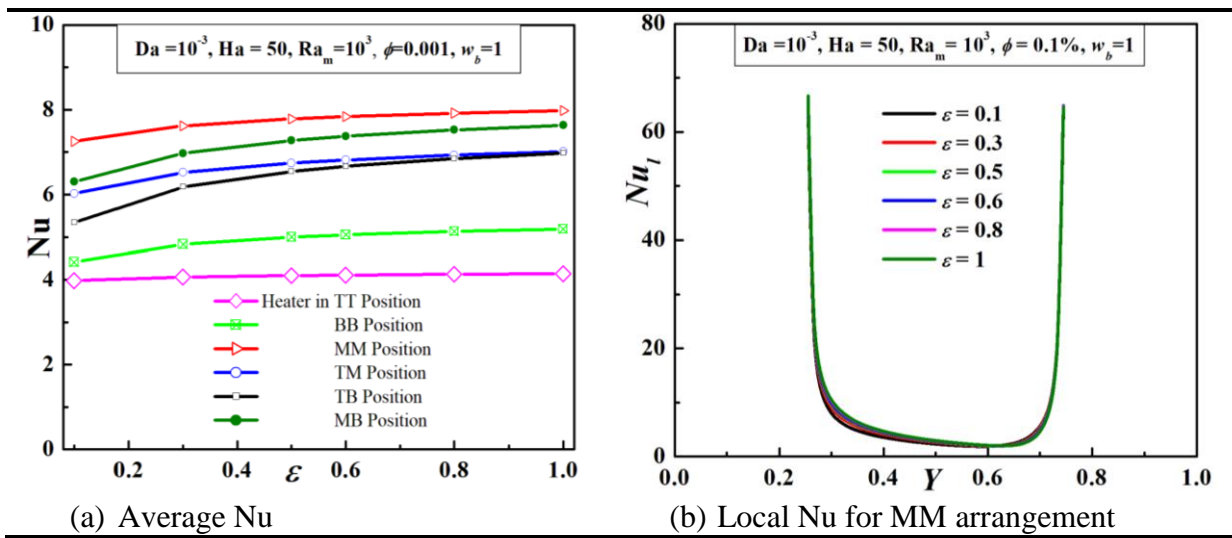 Da =10⁻³, Ha = 50, Raₘ=10³, ϕ=0.001, w_b=1
Nu
10
8
6
4
2
0
Heater in TT Position
BB Position
MM Position
TM Position
TB Position
MB Position
0.2 0.4 0.6 0.8 1.0
ε
(a) Average Nu
Da =10⁻³, Ha = 50, Raₘ= 10³, ϕ = 0.1%, w_b=1
Nu_l
80
60
40
20
0
ε = 0.1
ε = 0.3
ε = 0.5
ε = 0.6
ε = 0.8
ε = 1
0.0 0.2 0.4 0.6 0.8 1.0
Y
(b) Local Nu for MM arrangement